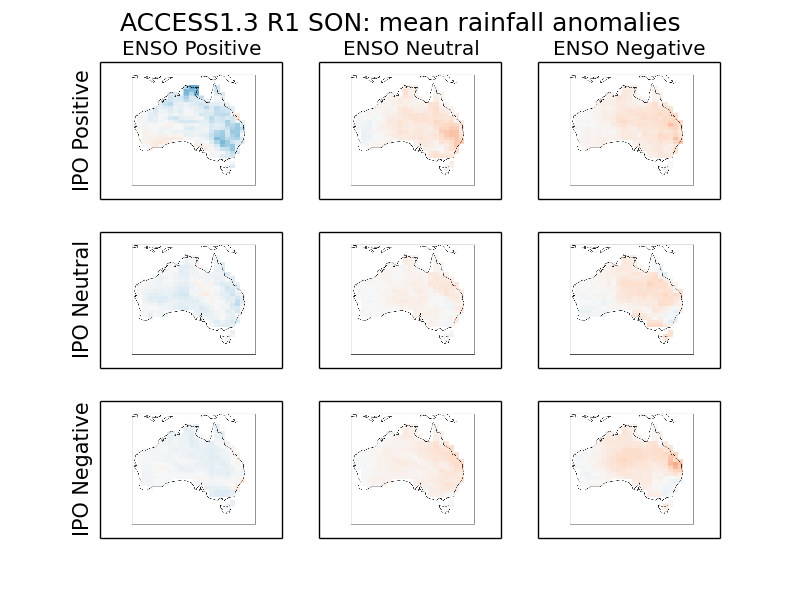 ACCESS1.3 R1 SON: mean rainfall anomalies
ENSO Positive
ENSO Neutral
ENSO Negative
IPO Positive
IPO Neutral
IPO Negative